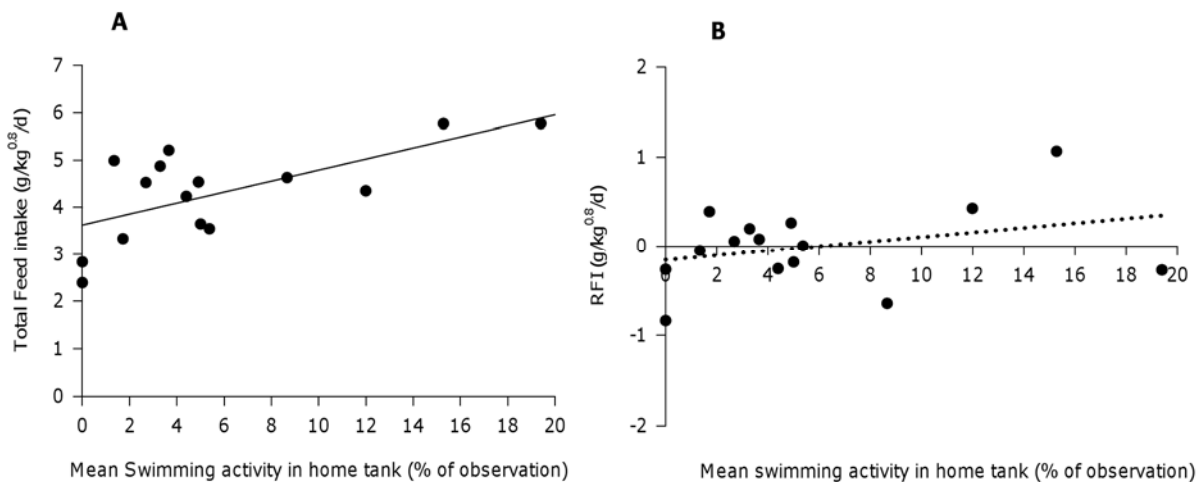 A
Total Feed intake (g/kg0.8/d)
7
6
5
4
3
2
1
0
0 2 4 6 8 10 12 14 16 18 20
Mean Swimming activity in home tank (% of observation)
B
RFI (g/kg0.8/d)
2
1
0
-1
-2
0 2 4 6 8 10 12 14 16 18 20
Mean swimming activity in home tank (% of observation)